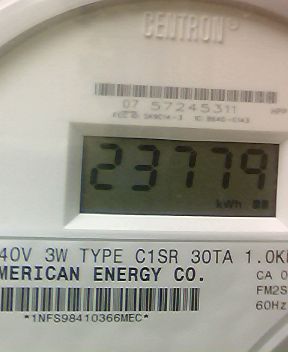 CENTRON®
07 57245311
23779
kWh
40V 3W TYPE C1SR 30TA 1.0K
MERICAN ENERGY CO.
CA 0
FM2S
60Hz
*1NFS98410366MEC*